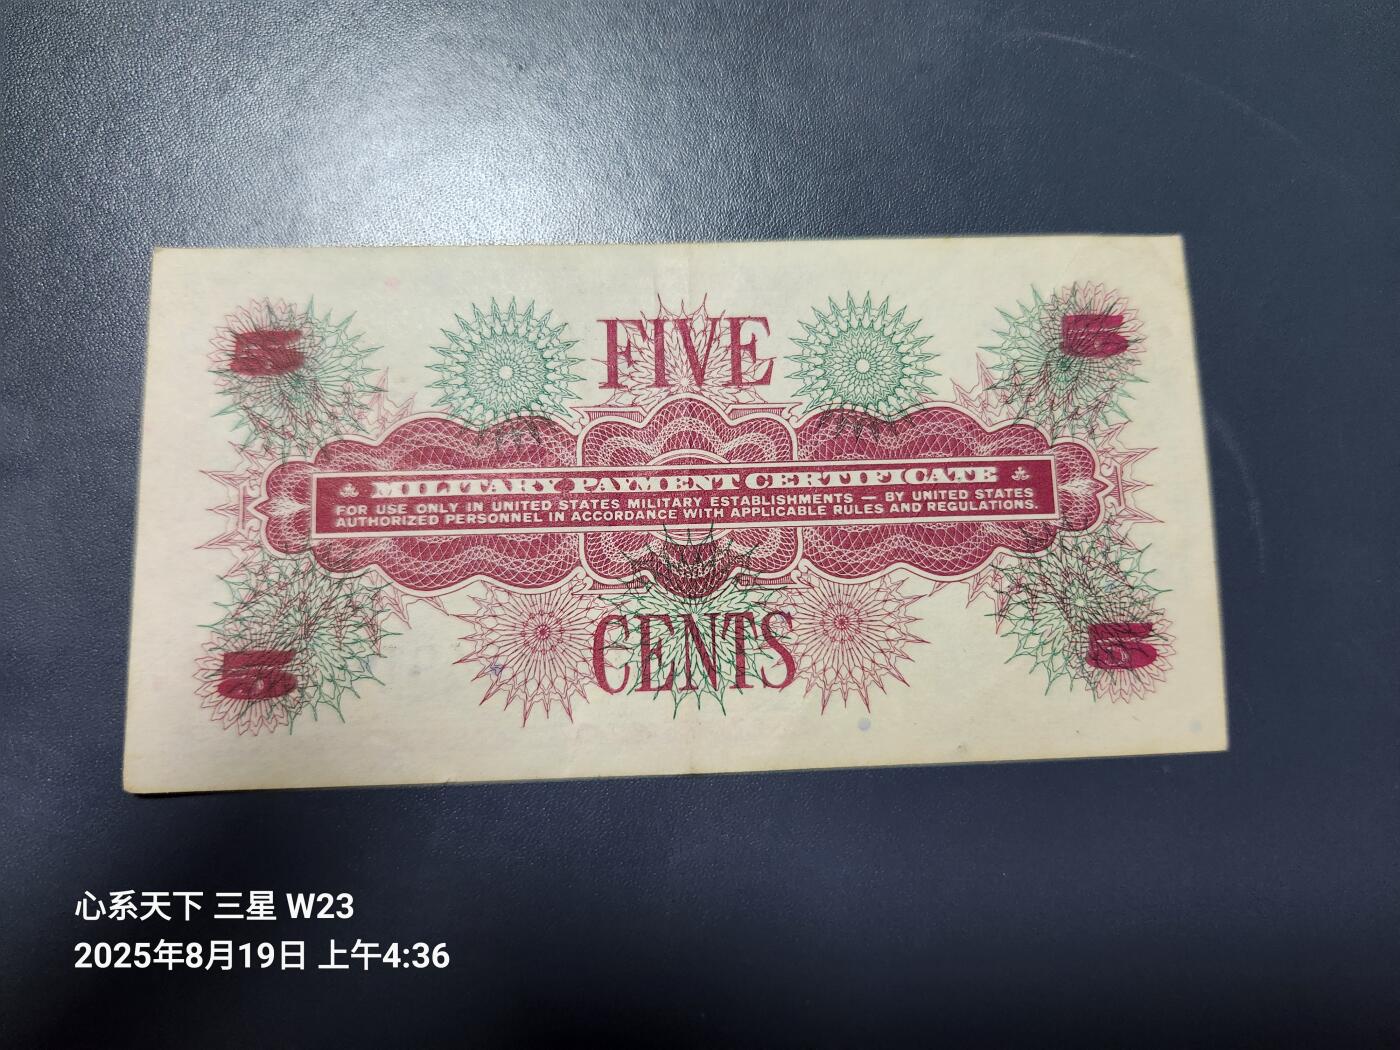 5
FIVE
5
MILITARY PAYMENT CERTIFICATE
FOR USE ONLY IN UNITED STATES MILITARY ESTABLISHMENTS — BY UNITED STATES
AUTHORIZED PERSONNEL IN ACCORDANCE WITH APPLICABLE RULES AND REGULATIONS.
5
CENTS
5
心系天下 三星 W23
2025年8月19日 上午4:36